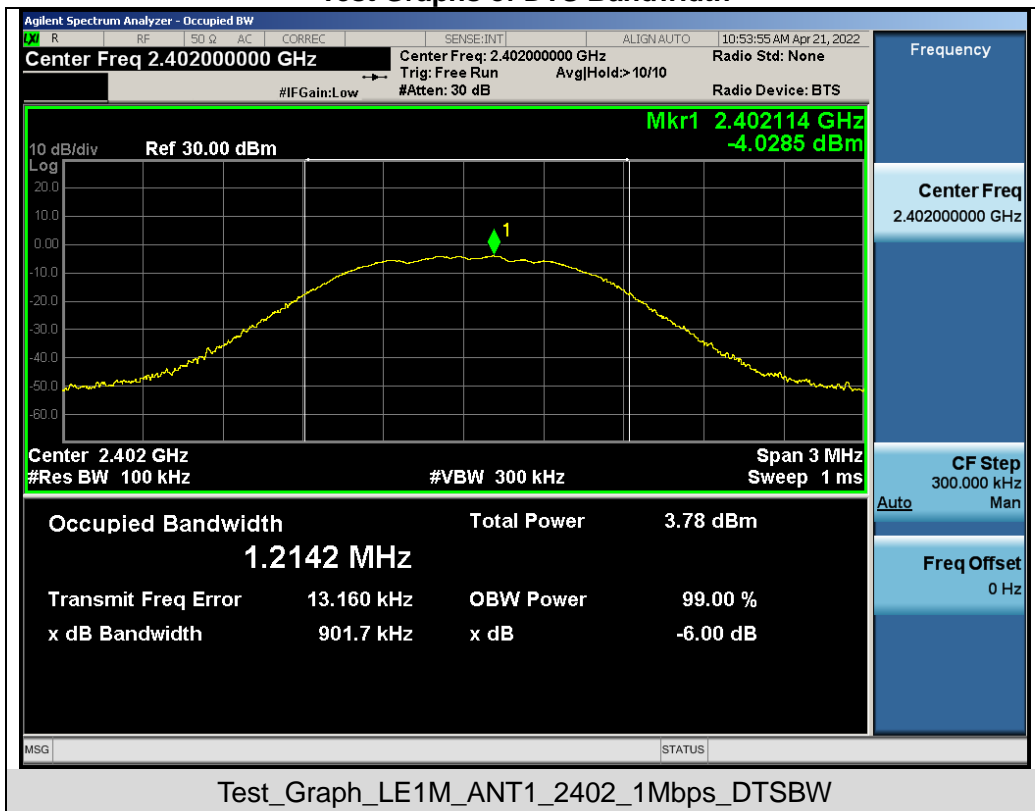 Test Graphs of DTS Bandwidth
Agilent Spectrum Analyzer - Occupied BW
LXI R RF 50 Ω AC CORREC SENSE:INT ALIGN AUTO 10:53:55 AM Apr 21, 2022
Center Freq 2.402000000 GHz
Center Freq: 2.402000000 GHz Radio Std: None
Trig: Free Run Avg|Hold:> 10/10
#IFGain:Low #Atten: 30 dB Radio Device: BTS
Frequency
Mkr1 2.402114 GHz
-4.0285 dBm
10 dB/div Ref 30.00 dBm
Log
20.0
10.0
0.00
-10.0
-20.0
-30.0
-40.0
-50.0
-60.0
1
Center 2.402 GHz Span 3 MHz
#Res BW 100 kHz #VBW 300 kHz Sweep 1 ms
Center Freq
2.402000000 GHz
CF Step
300.000 kHz
Auto Man
Freq Offset
0 Hz
Occupied Bandwidth Total Power 3.78 dBm
1.2142 MHz
Transmit Freq Error 13.160 kHz OBW Power 99.00 %
x dB Bandwidth 901.7 kHz x dB -6.00 dB
MSG STATUS
Test_Graph_LE1M_ANT1_2402_1Mbps_DTSBW